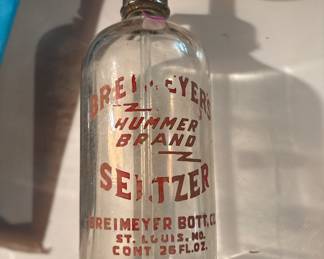 BREIMEYERS
HUMMER
BRAND
SELTZER
BREIMEYER BOTT. CO.
ST. LOUIS, MO.
CONT 26 FL.OZ.